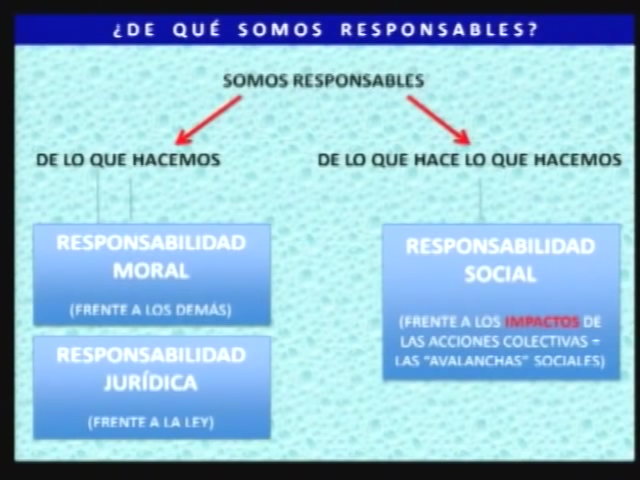 ¿DE QUÉ SOMOS RESPONSABLES?
SOMOS RESPONSABLES
DE LO QUE HACEMOS
DE LO QUE HACE LO QUE HACEMOS
RESPONSABILIDAD
MORAL
(FRENTE A LOS DEMÁS)
RESPONSABILIDAD
JURÍDICA
(FRENTE A LA LEY)
RESPONSABILIDAD
SOCIAL
(FRENTE A LOS IMPACTOS DE
LAS ACCIONES COLECTIVAS =
LAS "AVALANCHAS" SOCIALES)